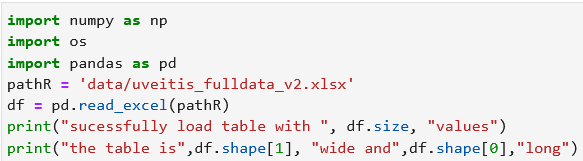 import numpy as np
import os
import pandas as pd
pathR = 'data/uveitis_fulldata_v2.xlsx'
df = pd.read_excel(pathR)
print("sucessfully load table with ", df.size, "values")
print("the table is",df.shape[1], "wide and",df.shape[0],"long")